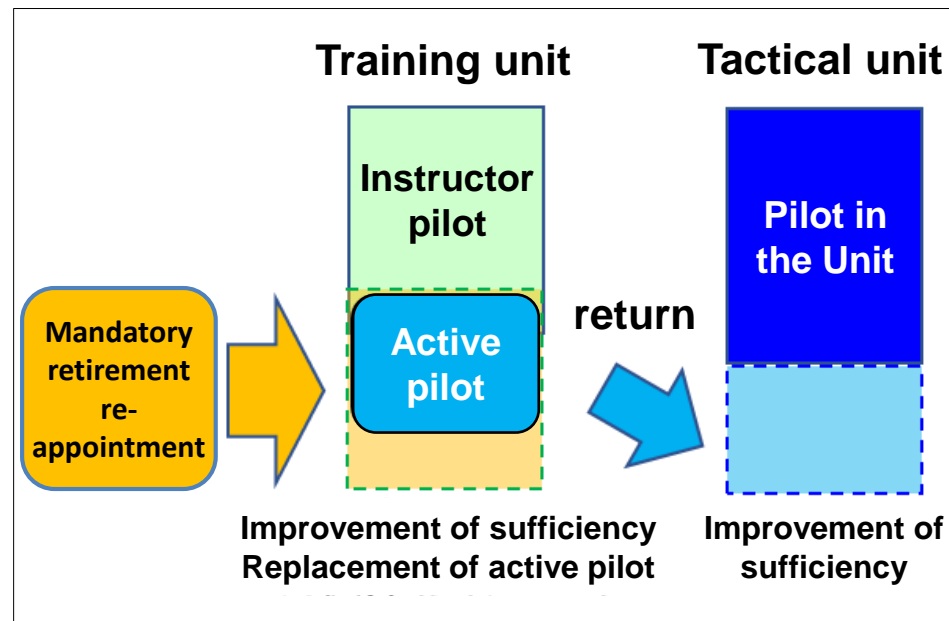 Training unit
Tactical unit
Instructor
pilot
Pilot in
the Unit
Mandatory
retirement
re-
appointment
Active
pilot
return
Improvement of sufficiency
Replacement of active pilot
Improvement of
sufficiency